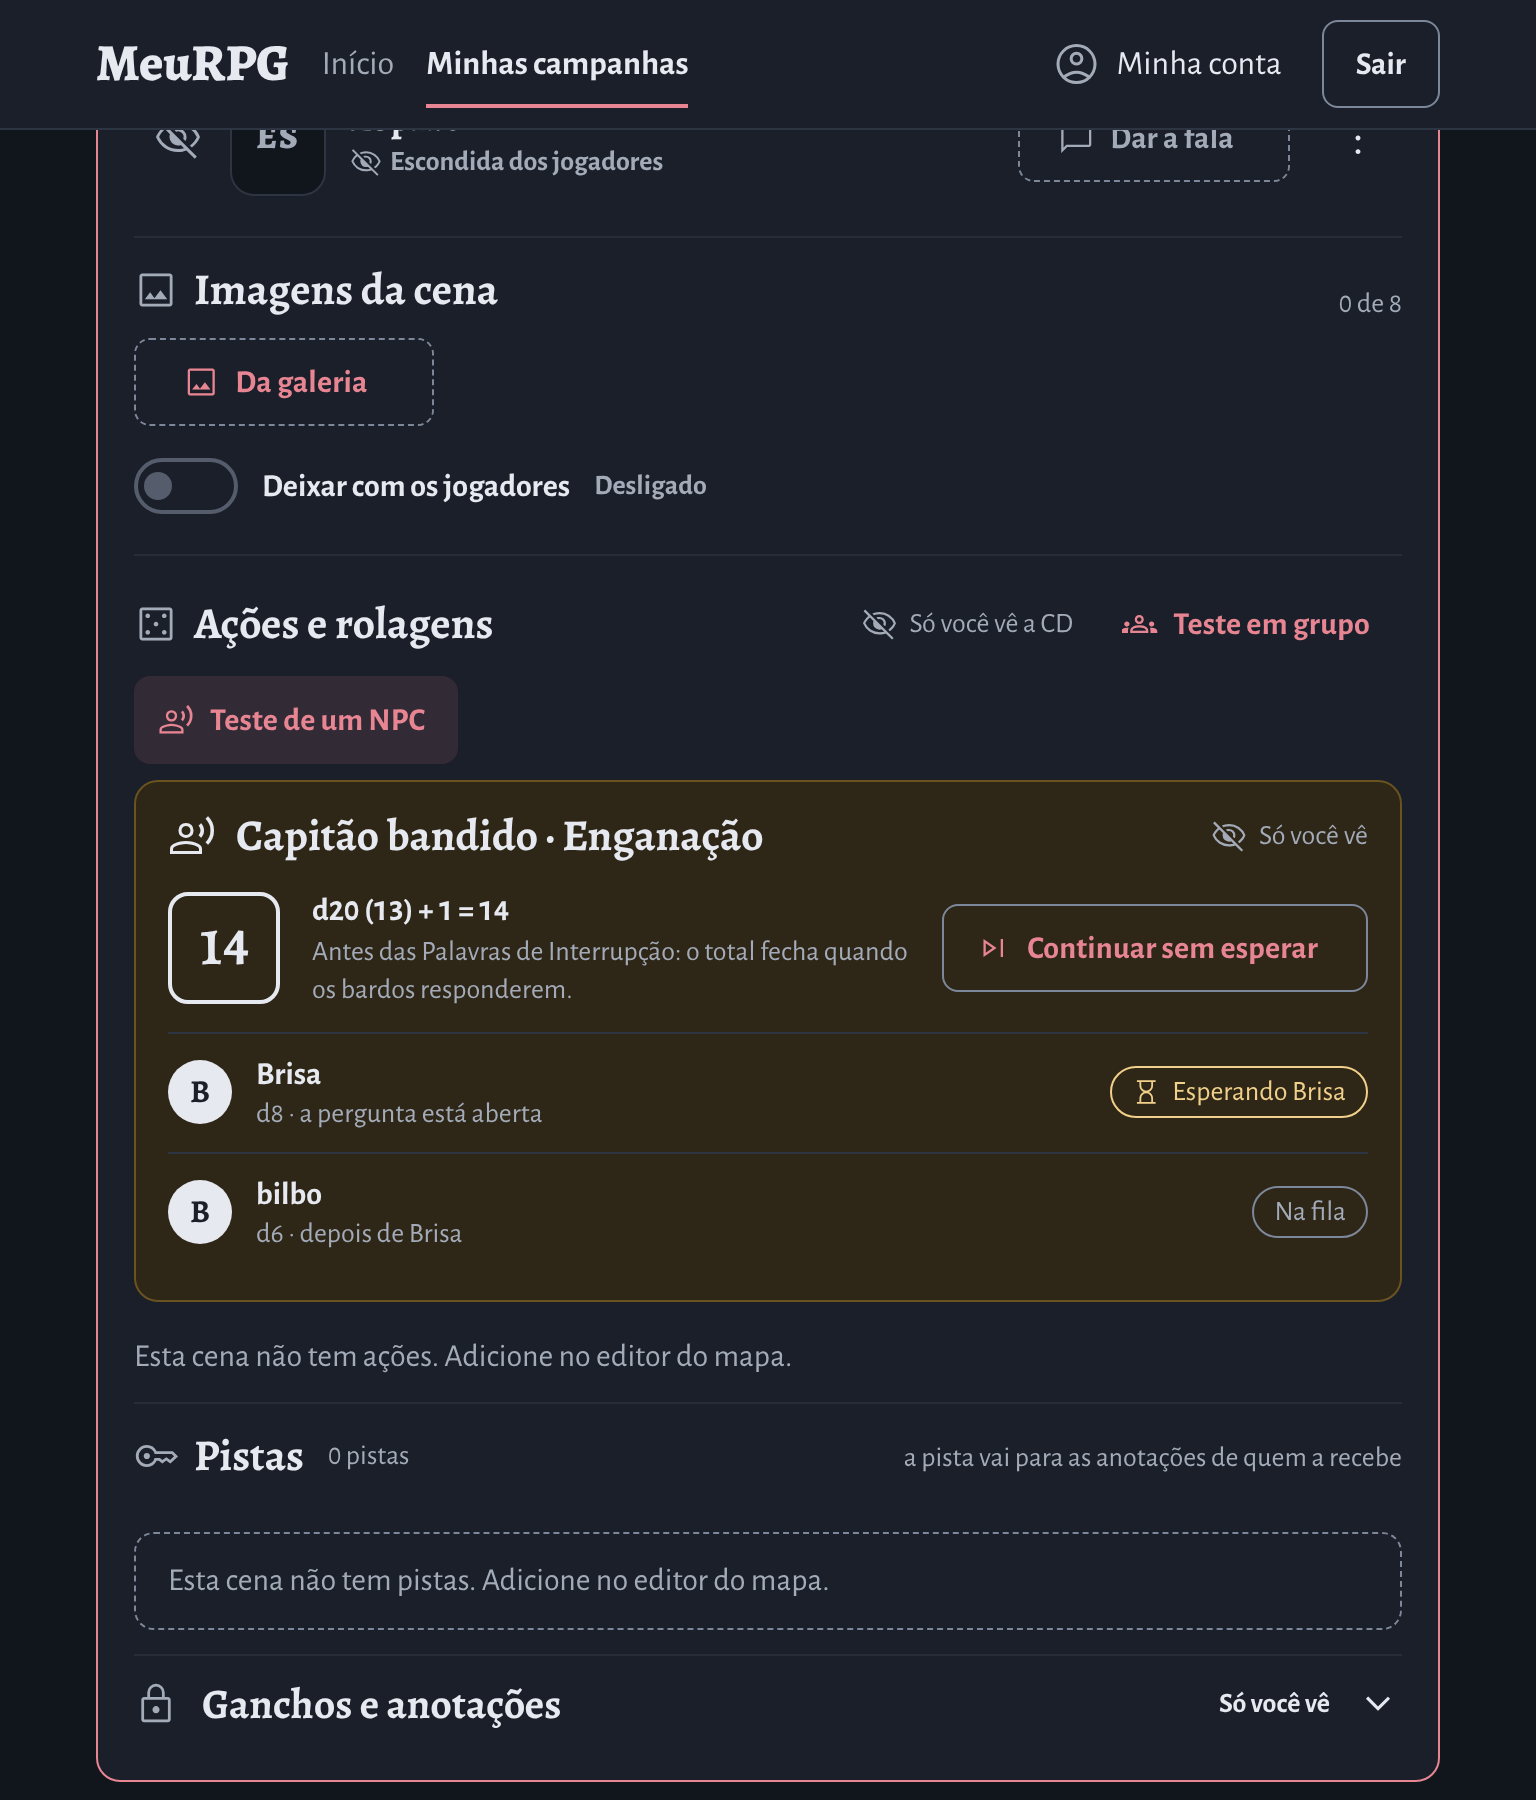 MeuRPG Início Minhas campanhas Minha conta Sair
ES Dar a fala
Escondida dos jogadores
Imagens da cena 0 de 8
Da galeria
Deixar com os jogadores Desligado
Ações e rolagens Só você vê a CD Teste em grupo
Teste de um NPC
Capitão bandido · Enganação Só você vê
14 d20 (13) + 1 = 14 Continuar sem esperar
Antes das Palavras de Interrupção: o total fecha quando
os bardos responderem.
B Brisa Esperando Brisa
d8 · a pergunta está aberta
B bilbo Na fila
d6 · depois de Brisa
Esta cena não tem ações. Adicione no editor do mapa.
Pistas 0 pistas a pista vai para as anotações de quem a recebe
Esta cena não tem pistas. Adicione no editor do mapa.
Ganchos e anotações Só você vê